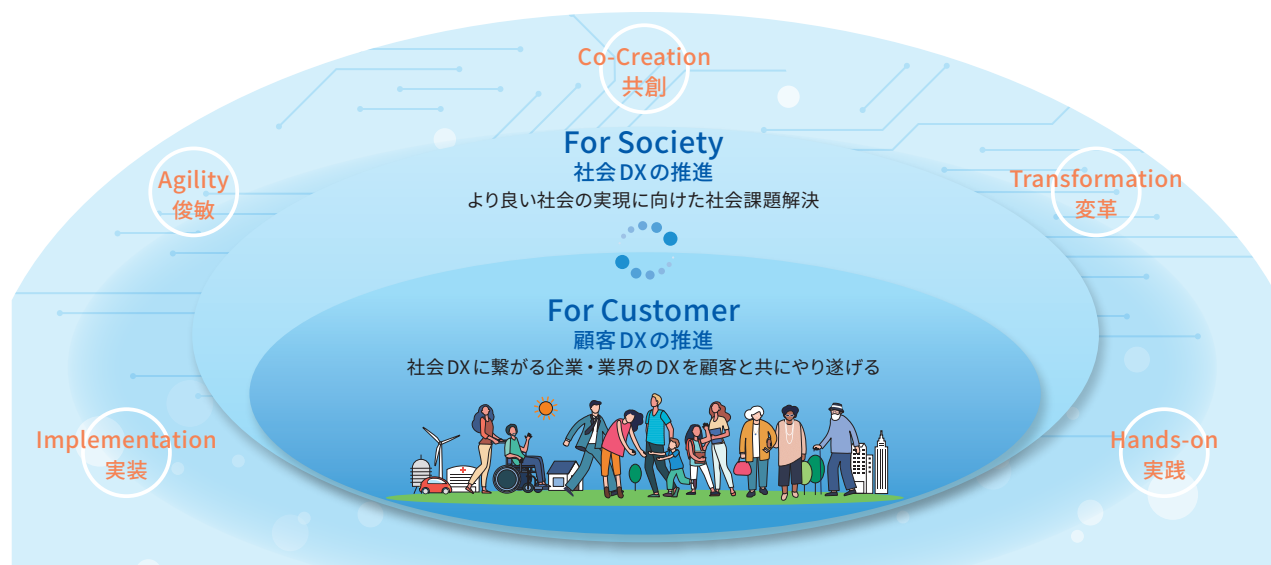 Co-Creation
共創
For Society
社会DXの推進
より良い社会の実現に向けた社会課題解決
Agility
俊敏
Transformation
変革
For Customer
顧客DXの推進
社会DXに繋がる企業・業界のDXを顧客と共にやり遂げる
Implementation
実装
Hands-on
実践